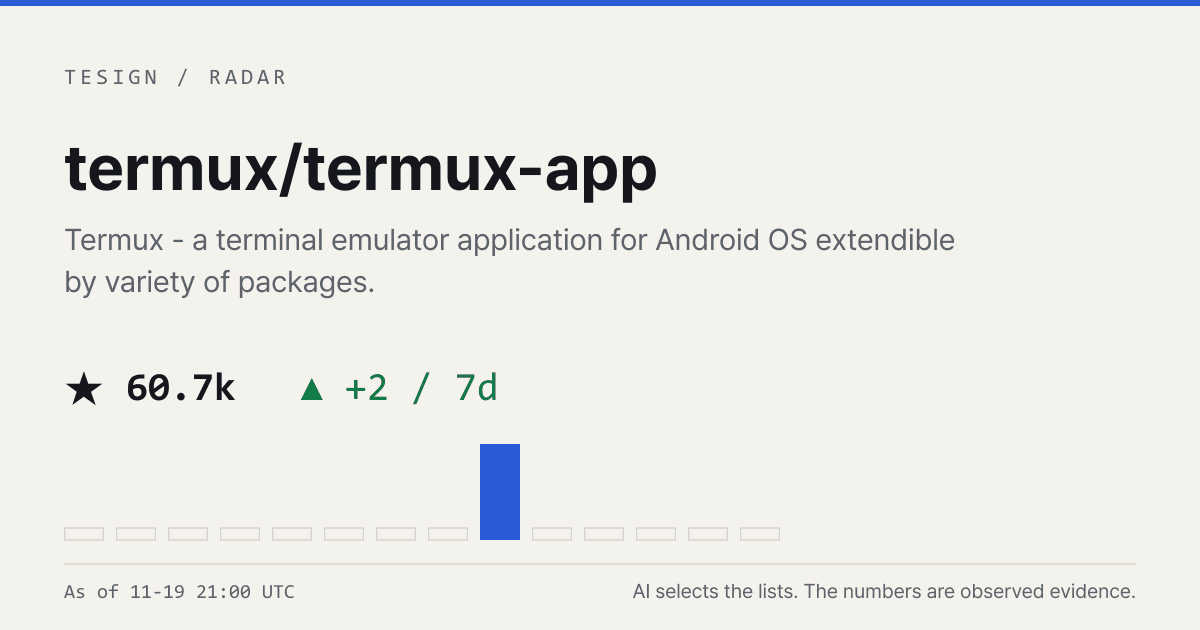 TESIGN / RADAR
termux/termux-app
Termux - a terminal emulator application for Android OS extendible
by variety of packages.
★ 60.7k ▲ +2 / 7d
As of 11-19 21:00 UTC
AI selects the lists. The numbers are observed evidence.